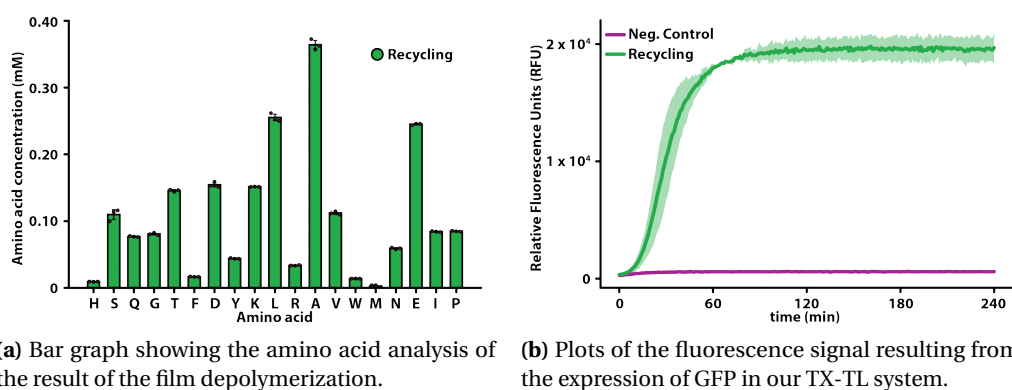 0.40
0.30
0.20
0.10
0
Amino acid concentration (mM)
Recycling
H S Q G T F D Y K L R A V W M N E I P
Amino acid
(a) Bar graph showing the amino acid analysis of
the result of the film depolymerization.
Relative Fluorescence Units (RFU)
2 x 10⁴
1 x 10⁴
0
Neg. Control
Recycling
0 60 120 180 240
time (min)
(b) Plots of the fluorescence signal resulting from
the expression of GFP in our TX-TL system.